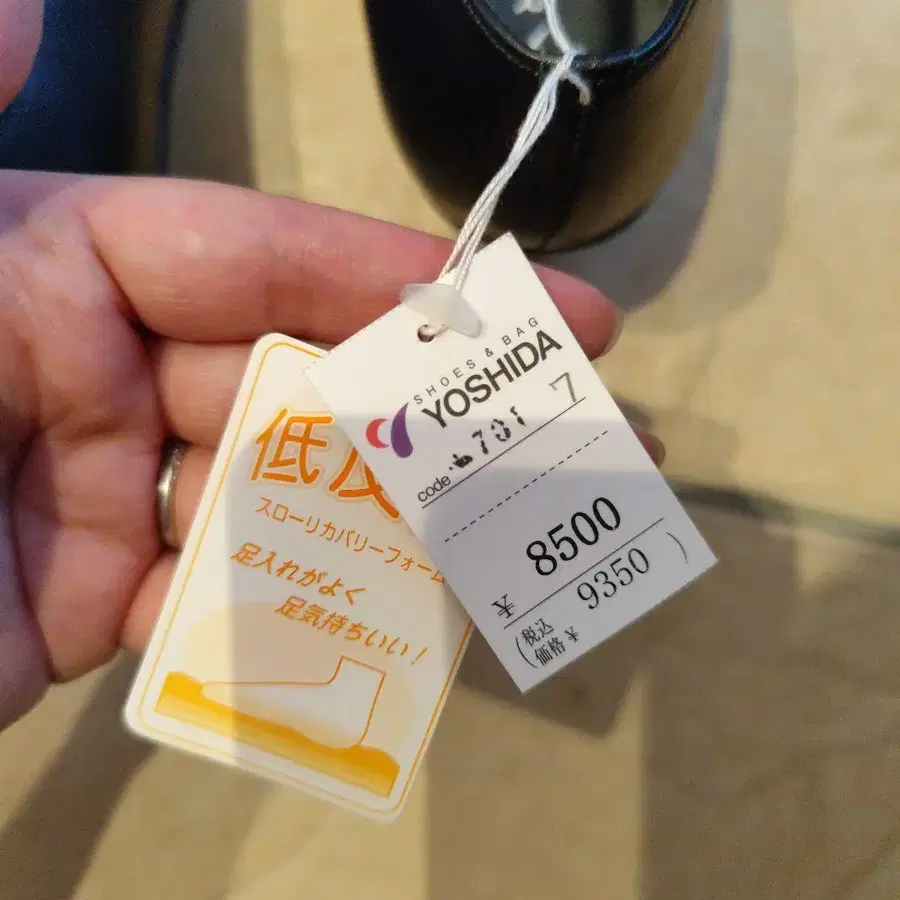 SHOES & BAG
YOSHIDA
7
code
¥ 8500
(税込価格 ¥ 9350)
低反
スローリカバリーフォーム
足入れがよく
足気持ちいい!